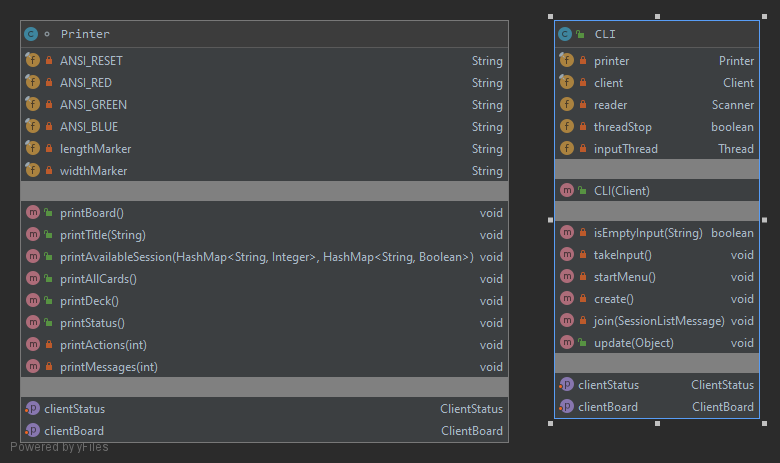 Printer
ANSI_RESET String
ANSI_RED String
ANSI_GREEN String
ANSI_BLUE String
lengthMarker String
widthMarker String
printBoard() void
printTitle(String) void
printAvailableSession(HashMap<String, Integer>, HashMap<String, Boolean>) void
printAllCards() void
printDeck() void
printStatus() void
printActions(int) void
printMessages(int) void
clientStatus ClientStatus
clientBoard ClientBoard
Powered by yFiles
CLI
printer Printer
client Client
reader Scanner
threadStop boolean
inputThread Thread
CLI(Client)
isEmptyInput(String) boolean
takeInput() void
startMenu() void
create() void
join(SessionListMessage) void
update(Object) void
clientStatus ClientStatus
clientBoard ClientBoard